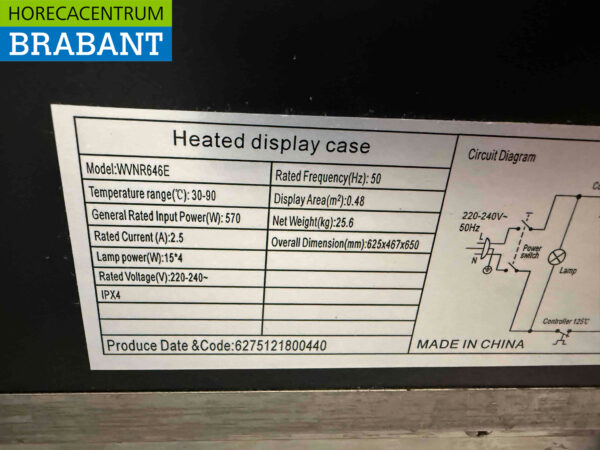 HORECACENTRUM
BRABANT
Heated display case
Model:WVNR646E
Temperature range(℃): 30-90
General Rated Input Power(W): 570
Rated Current (A):2.5
Lamp power(W):15*4
Rated Voltage(V):220-240~
IPX4
Rated Frequency(Hz): 50
Display Area(m²):0.48
Net Weight(kg):25.6
Overall Dimension(mm):625x467x650
Produce Date &Code:6275121800440
Circuit Diagram
220-240V~
50Hz
L
N
T
Power
switch
Lamp
Controller 125℃
MADE IN CHINA